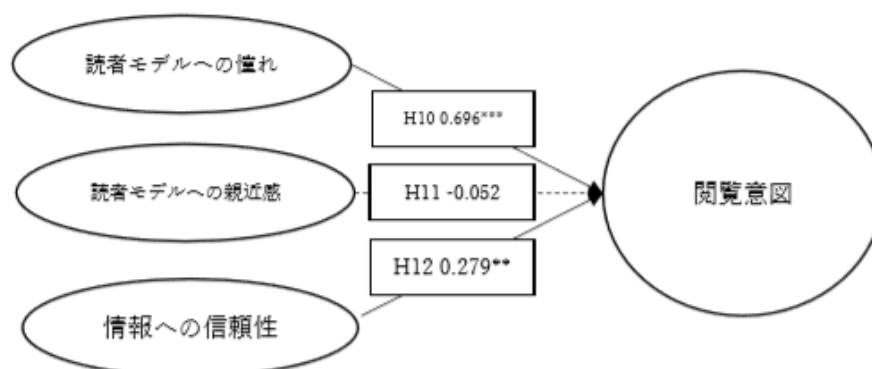 読者モデルへの憧れ
H10 0.696***
読者モデルへの親近感
H11 -0.052
閲覧意図
H12 0.279**
情報への信頼性